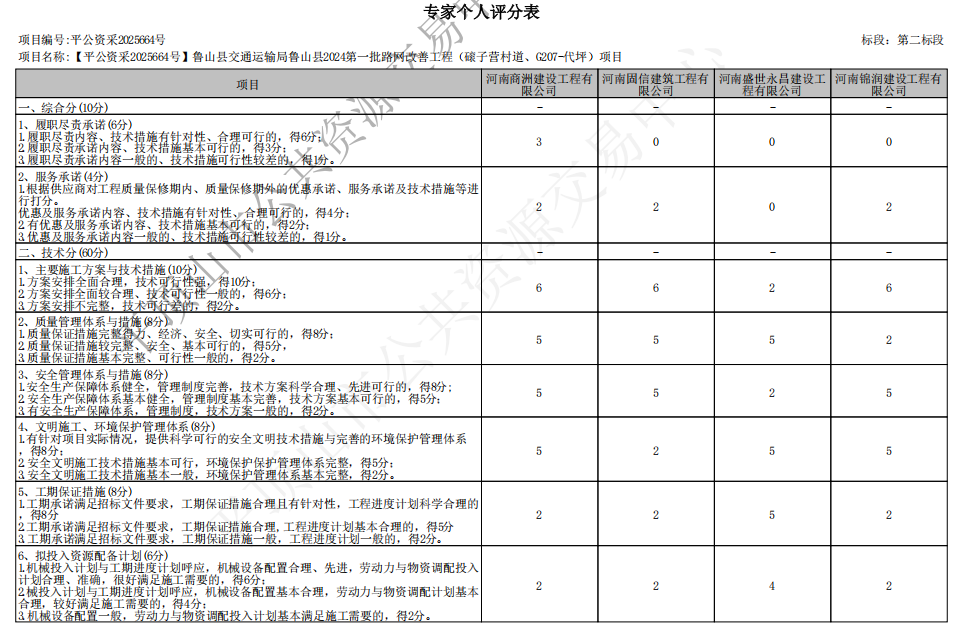 专家个人评分表
项目编号:平公资采2025664号
标段：第二标段
项目名称:【平公资采2025664号】鲁山县交通运输局鲁山县2024第一批路网改善工程（磙子营村道、G207-代坪）项目
项目 河南商洲建设工程有限公司 河南固信建筑工程有限公司 河南盛世永昌建设工程有限公司 河南锦润建设工程有限公司
一、综合分(10分) － － － －
1、履职尽责承诺(6分)
1.履职尽责内容、技术措施有针对性、合理可行的，得6分；
2.履职尽责承诺内容、技术措施基本可行的，得3分；
3.履职尽责承诺内容一般的、技术措施可行性较差的，得1分。
3 0 0 0
2、服务承诺(4分)
1.根据供应商对工程质量保修期内、质量保修期外的优惠承诺、服务承诺及技术措施等进
行打分。
优惠及服务承诺内容、技术措施有针对性、合理可行的，得4分；
2.有优惠及服务承诺内容、技术措施基本可行的，得2分；
3.优惠及服务承诺内容一般的、技术措施可行性较差的，得1分。
2 2 0 2
二、技术分(60分) － － － －
1、主要施工方案与技术措施(10分)
1.方案安排全面合理，技术可行性强，得10分；
2.方案安排全面较合理、技术可行性一般的，得6分；
3.方案安排不完整，技术可行差的，得2分。
6 6 2 6
2、质量管理体系与措施(8分)
1.质量保证措施完整得力、经济、安全、切实可行的，得8分；
2.质量保证措施较完整、安全、基本可行的，得5分，
3.质量保证措施基本完整、可行性一般的，得2分。
5 5 5 2
3、安全管理体系与措施(8分)
1.安全生产保障体系健全，管理制度完善，技术方案科学合理、先进可行的，得8分；
2.安全生产保障体系基本健全，管理制度基本完善，技术方案基本可行的，得5分；
3.有安全生产保障体系，管理制度，技术方案一般的，得2分。
5 5 2 5
4、文明施工、环境保护管理体系(8分)
1.有针对项目实际情况，提供科学可行的安全文明技术措施与完善的环境保护管理体系
，得8分；
2.安全文明施工技术措施基本可行，环境保护保护管理体系完整，得5分；
3.安全文明施工技术措施基本一般，环境保护管理体系基本完整，得2分。
5 2 5 5
5、工期保证措施(8分)
1.工期承诺满足招标文件要求，工期保证措施合理且有针对性，工程进度计划科学合理的
，得8分
2.工期承诺满足招标文件要求，工期保证措施合理,工程进度计划基本合理的，得5分
3.工期承诺满足招标文件要求，工期保证措施一般，工程进度计划一般的，得2分。
2 2 5 2
6、拟投入资源配备计划(6分)
1.机械投入计划与工期进度计划呼应，机械设备配置合理、先进，劳动力与物资调配投入
计划合理、准确，很好满足施工需要的，得6分；
2.械投入计划与工期进度计划呼应，机械设备配置基本合理，劳动力与物资调配计划基本
合理，较好满足施工需要的，得4分；
3.机械设备配置一般，劳动力与物资调配投入计划基本满足施工需要的，得2分。
2 2 4 2
平顶山市公共资源交易中心
平顶山市公共资源交易中心